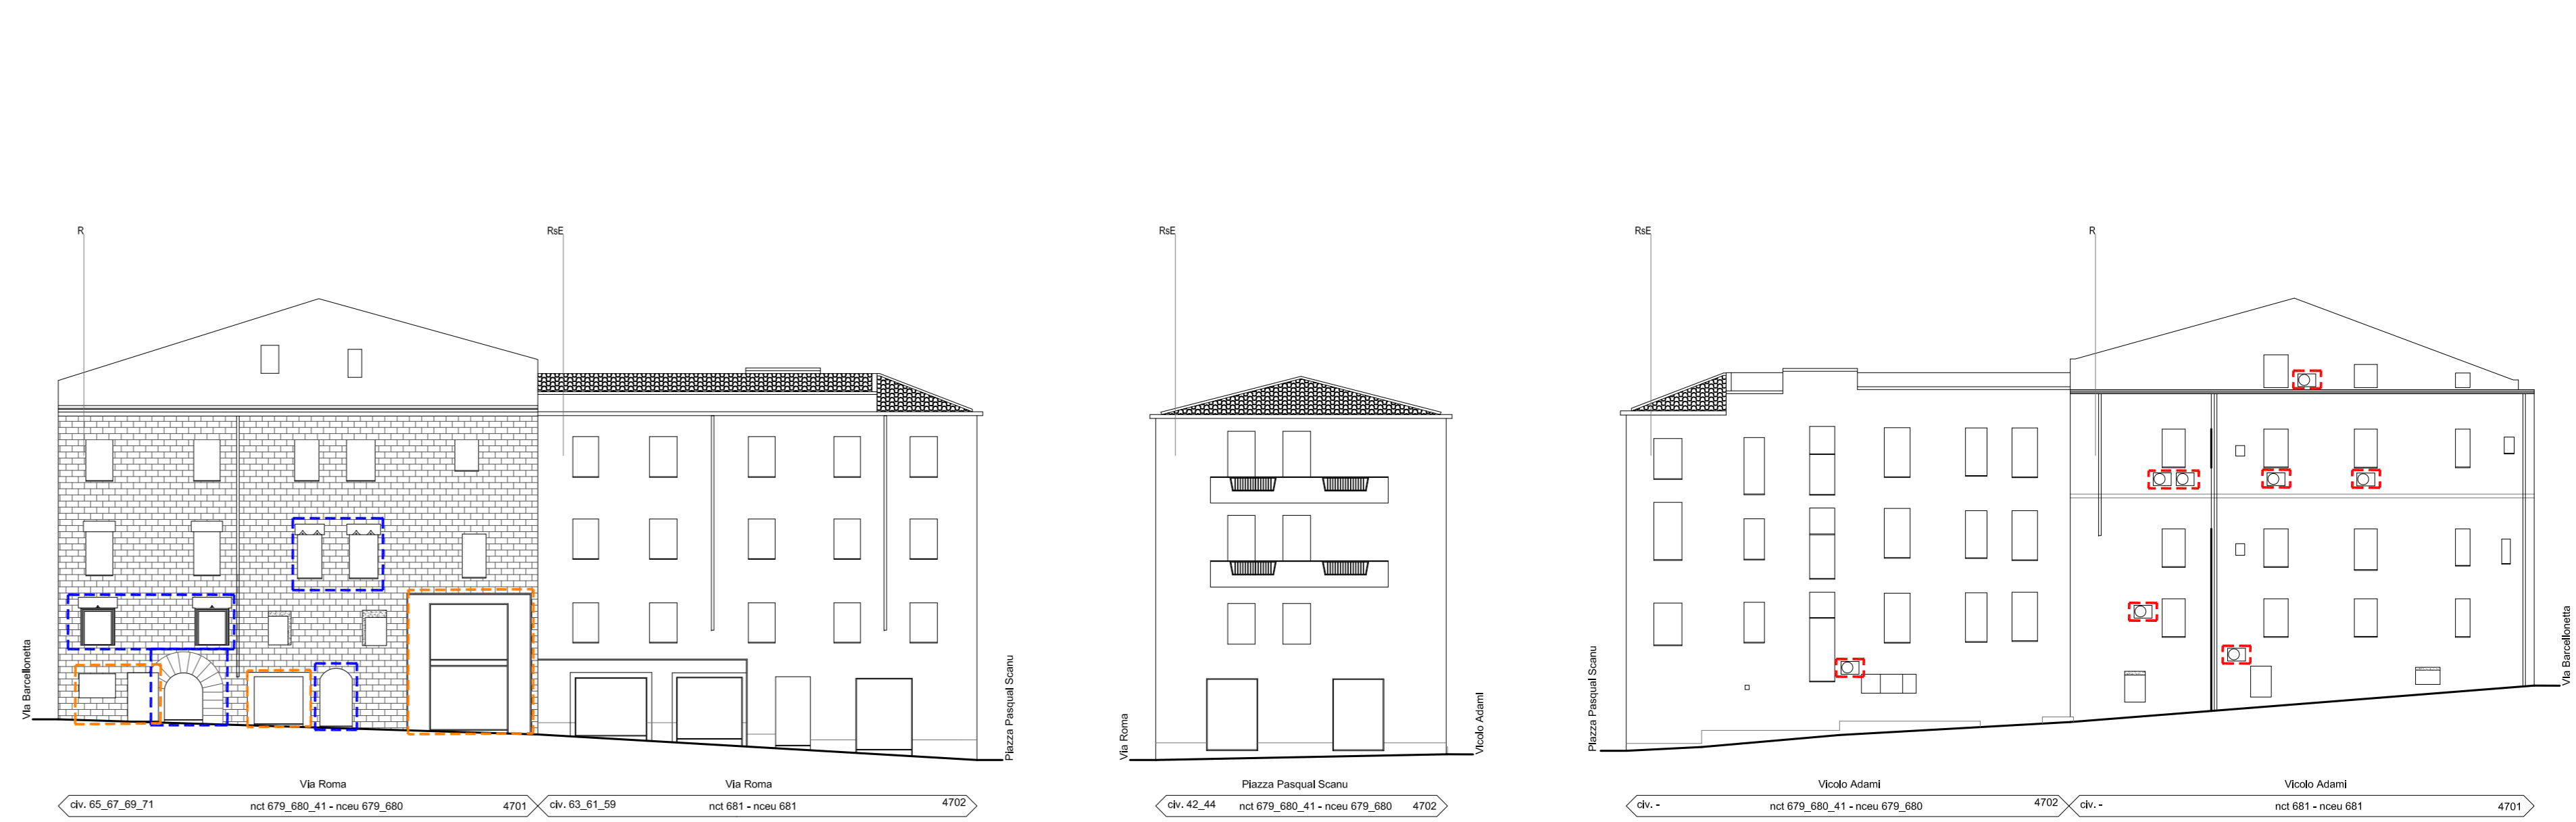 R
RsE
RsE
RsE
R
Via Barcellonetta
Piazza Pasqual Scanu
Via Roma
Vicolo Adami
Piazza Pasqual Scanu
Via Barcellonetta
Via Roma
civ. 65_67_69_71
nct 679_680_41 - nceu 679_680
4701
Via Roma
civ. 63_61_59
nct 681 - nceu 681
4702
Piazza Pasqual Scanu
civ. 42_44
nct 679_680_41 - nceu 679_680
4702
Vicolo Adami
civ. -
nct 679_680_41 - nceu 679_680
4702
Vicolo Adami
civ. -
nct 681 - nceu 681
4701